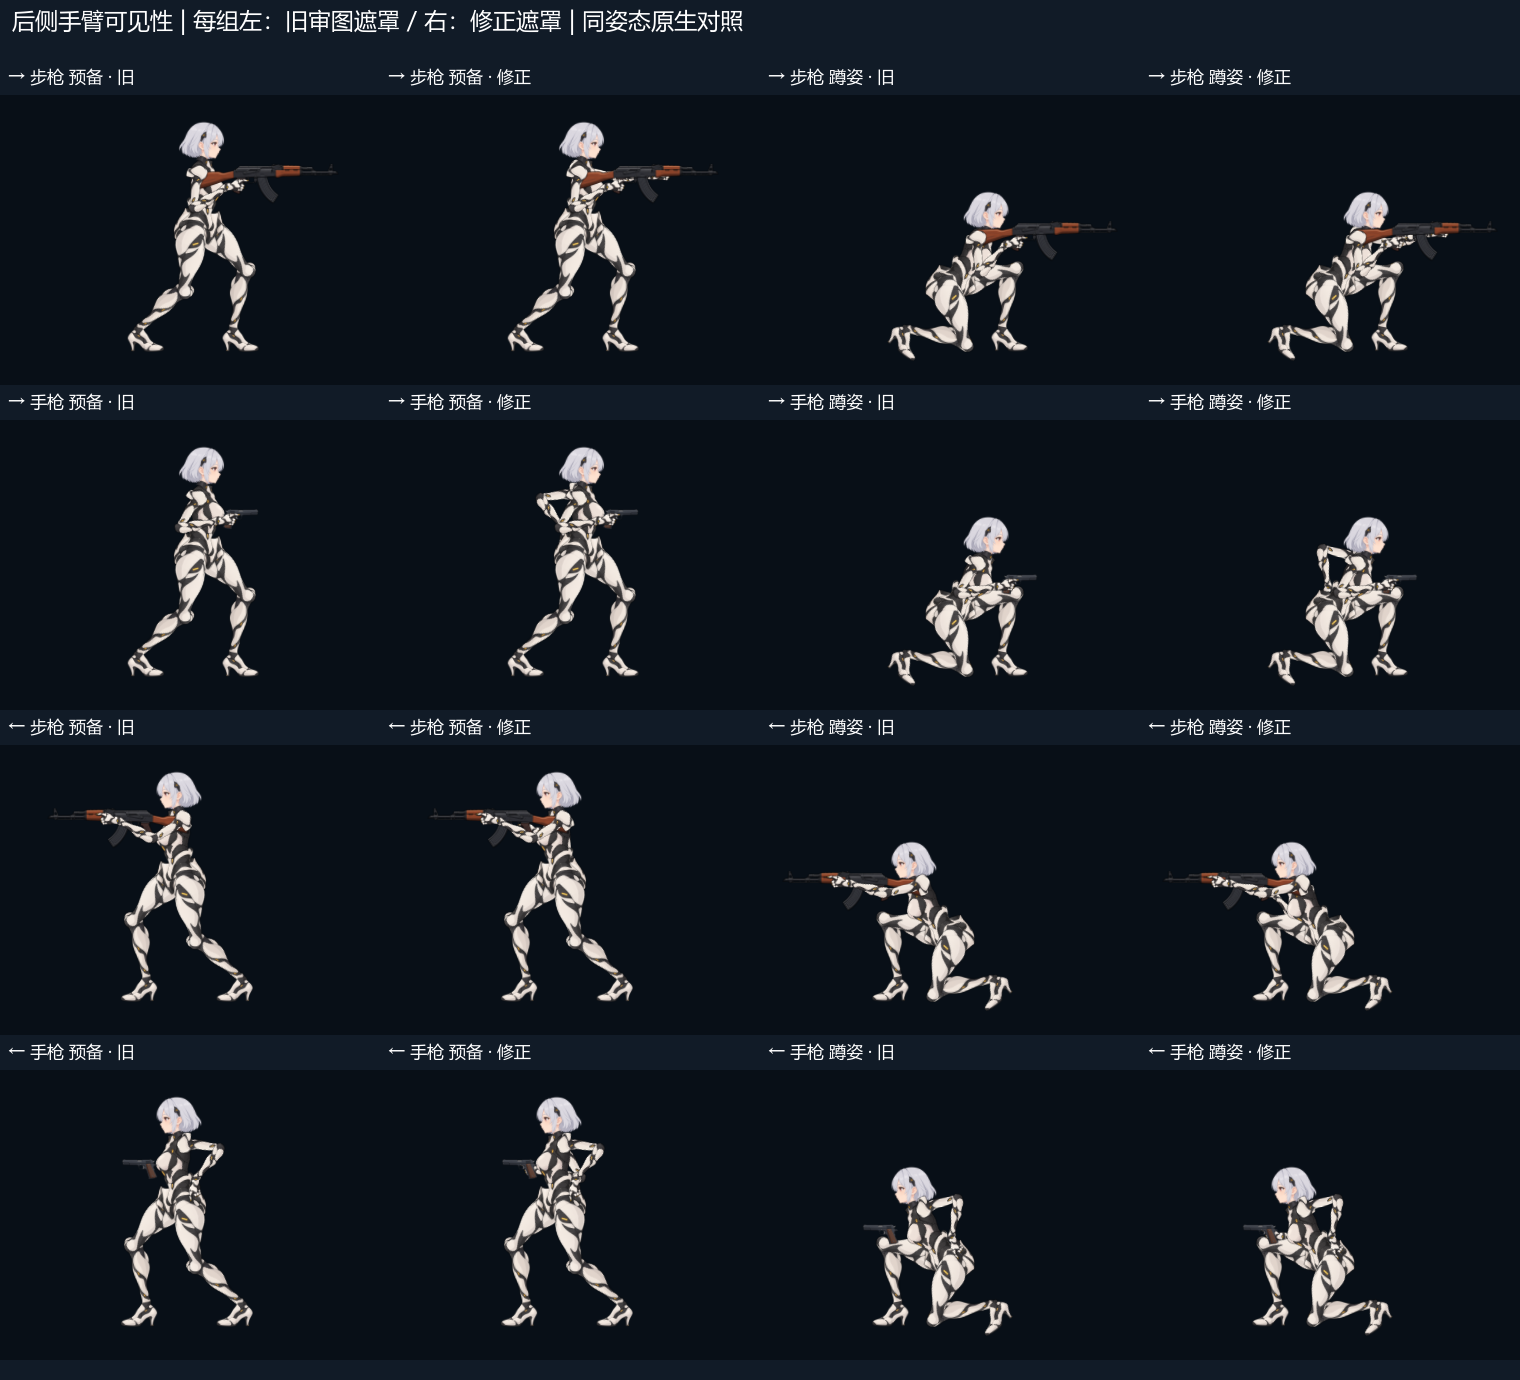 后侧手臂可见性 | 每组左：旧审图遮罩 / 右：修正遮罩 | 同姿态原生对照
→ 步枪 预备 · 旧
→ 步枪 预备 · 修正
→ 步枪 蹲姿 · 旧
→ 步枪 蹲姿 · 修正
→ 手枪 预备 · 旧
→ 手枪 预备 · 修正
→ 手枪 蹲姿 · 旧
→ 手枪 蹲姿 · 修正
← 步枪 预备 · 旧
← 步枪 预备 · 修正
← 步枪 蹲姿 · 旧
← 步枪 蹲姿 · 修正
← 手枪 预备 · 旧
← 手枪 预备 · 修正
← 手枪 蹲姿 · 旧
← 手枪 蹲姿 · 修正